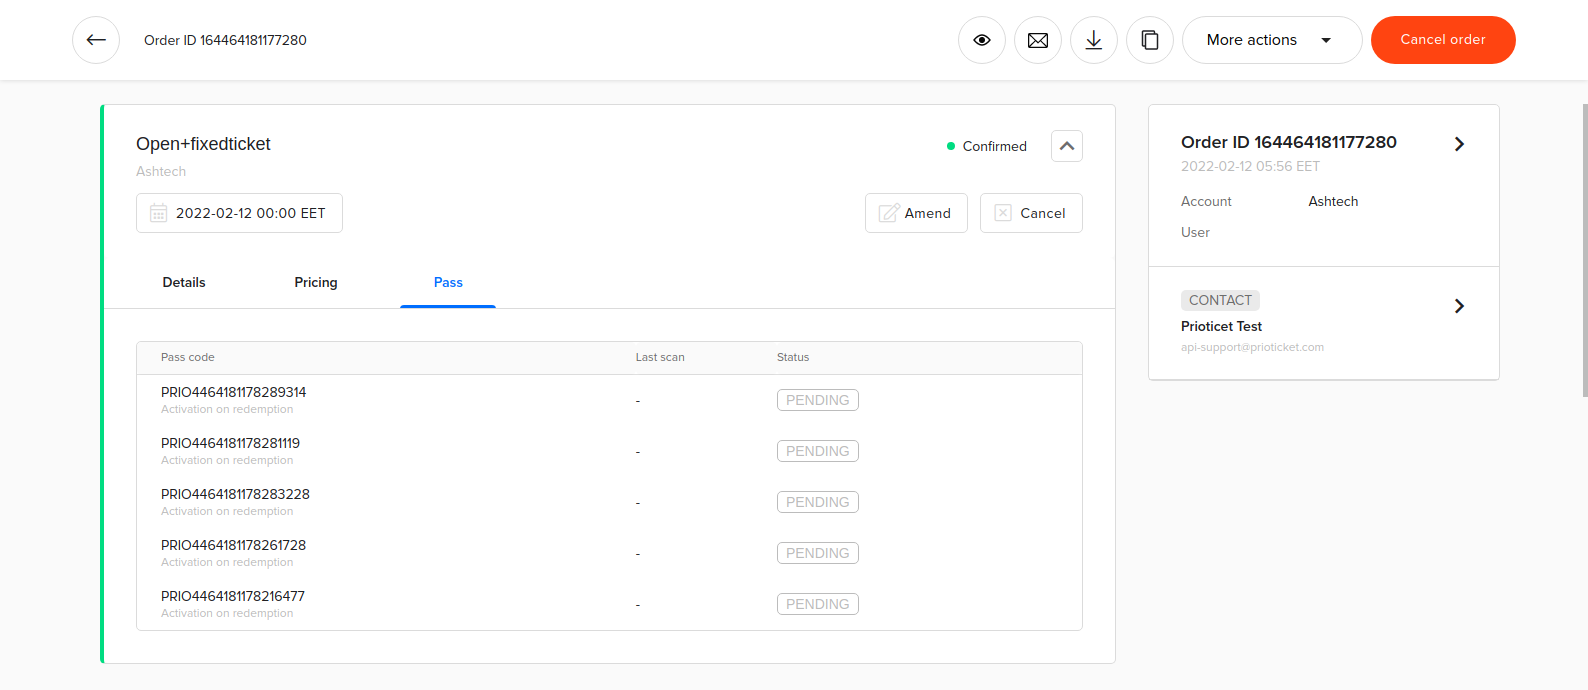 Order ID 164464181177280
More actions
Cancel order
Open+fixedticket
Confirmed
Ashtech
2022-02-12 00:00 EET
Amend
Cancel
Details
Pricing
Pass
Pass code
Last scan
Status
PRIO4464181178289314
Activation on redemption
-
PENDING
PRIO4464181178281119
Activation on redemption
-
PENDING
PRIO4464181178283228
Activation on redemption
-
PENDING
PRIO4464181178261728
Activation on redemption
-
PENDING
PRIO4464181178216477
Activation on redemption
-
PENDING
Order ID 164464181177280
2022-02-12 05:56 EET
Account
Ashtech
User
CONTACT
Prioticet Test
api-support@prioticket.com